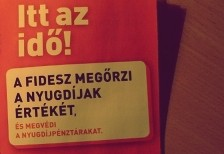 Itt az
idő!
A FIDESZ MEGŐRZI
A NYUGDÍJAK
ÉRTÉKÉT,
ÉS MEGVÉDI
A NYUGDÍJPÉNZTÁRAKAT.